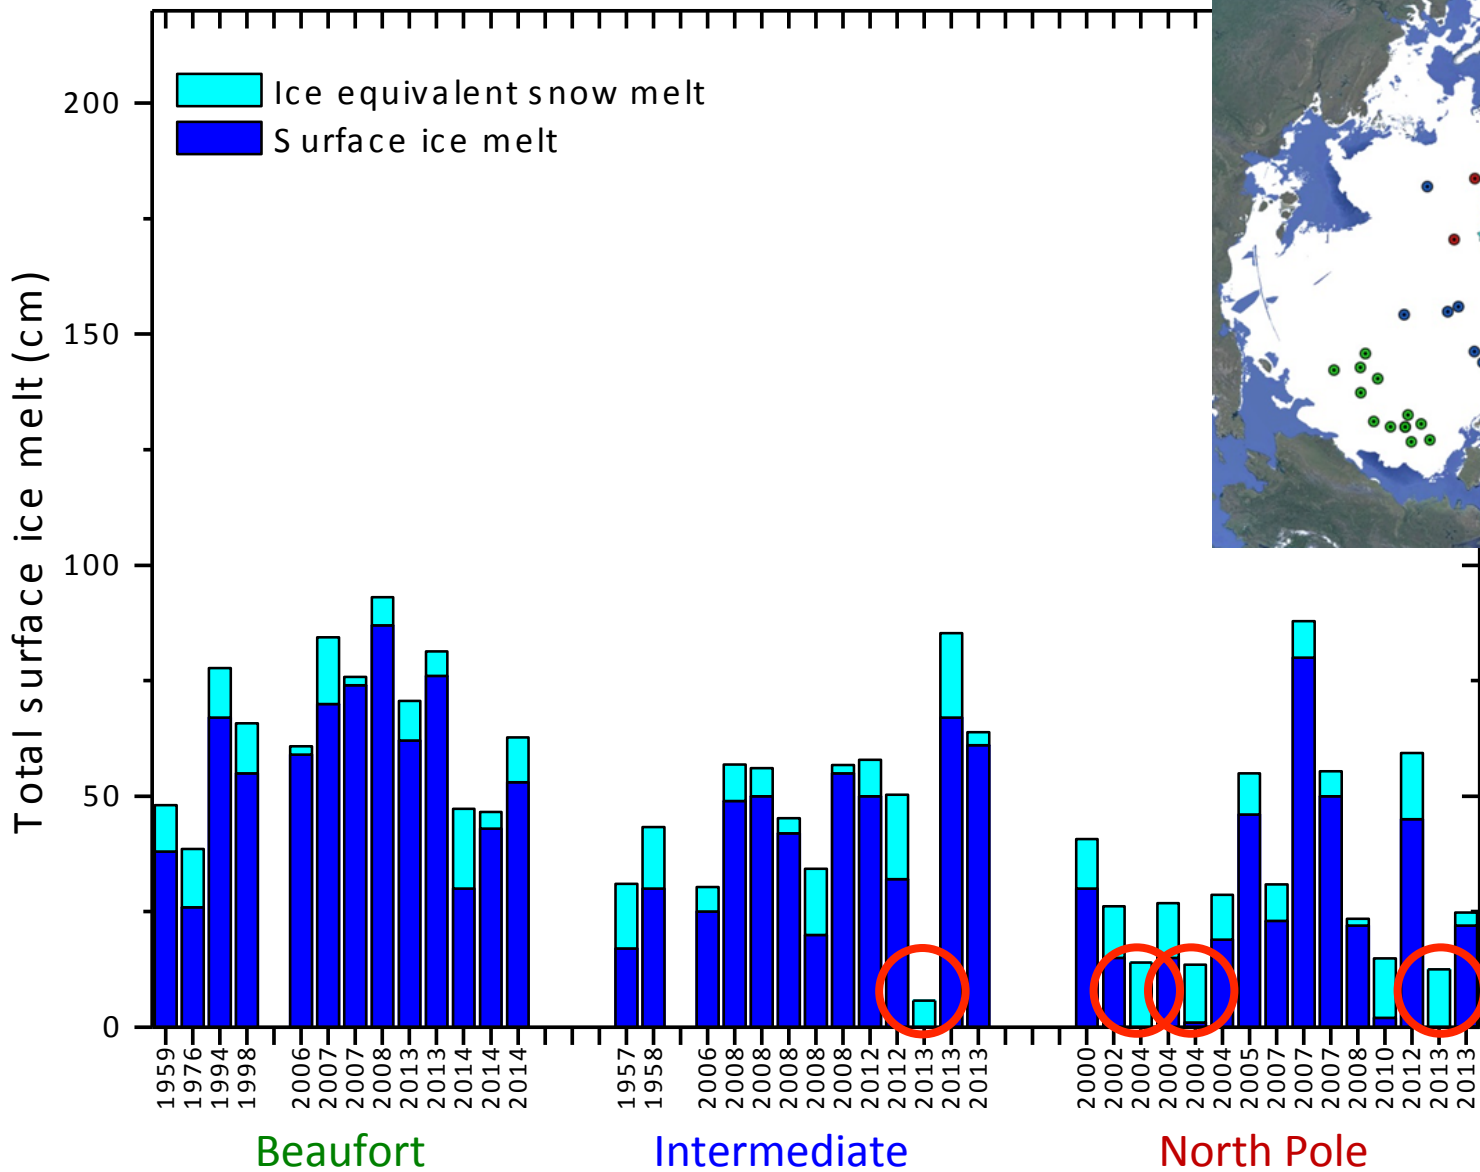 Ice equivalent snow melt
Surface ice melt
Total surface ice melt (cm)
200
150
100
50
0
1959 1976 1994 1998 2006 2007 2007 2008 2013 2013 2014 2014 2014 1957 1958 2006 2008 2008 2008 2008 2008 2012 2012 2013 2013 2013 2000 2002 2004 2004 2004 2004 2005 2007 2007 2007 2008 2010 2012 2013 2013
Beaufort Intermediate North Pole